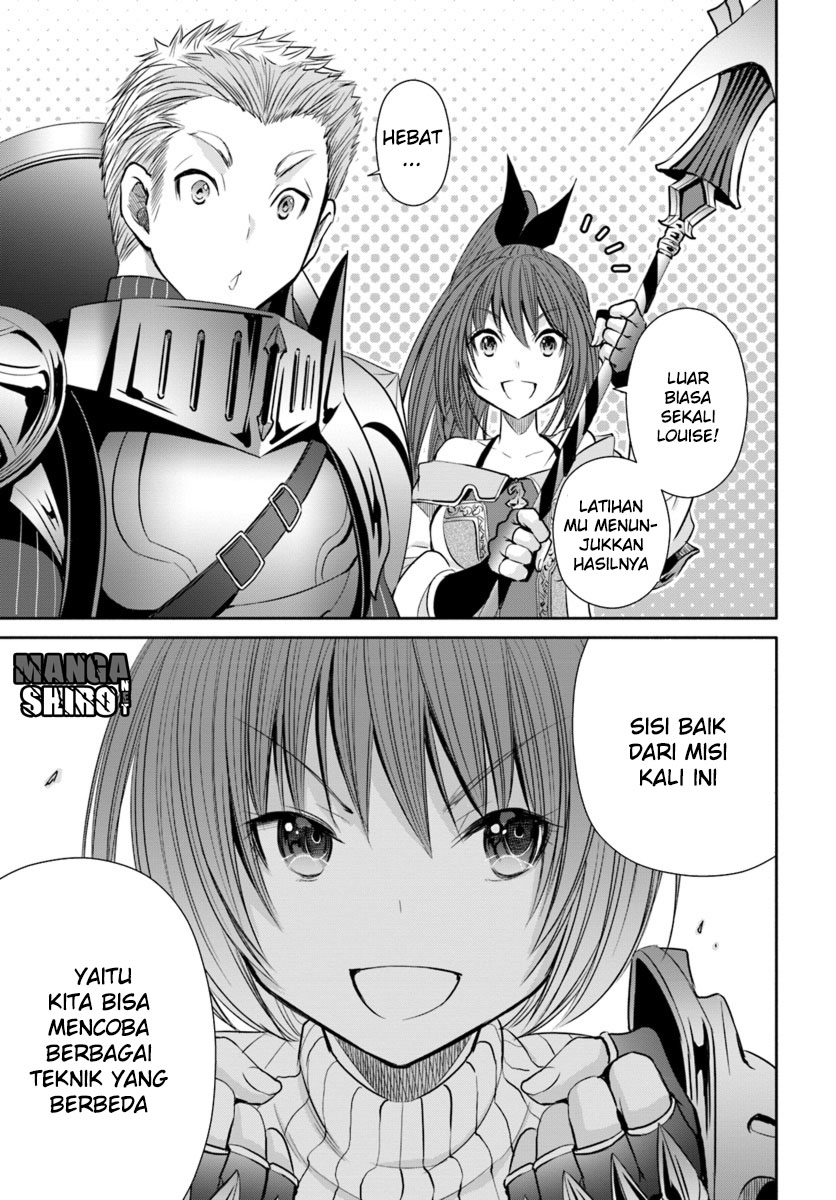 HEBAT
...
LUAR
BIASA
SEKALI
LOUISE!
LATIHAN
MU MENUN-
JUKKAN
HASILNYA
MANGA
SHIRO
NET
SISI BAIK
DARI MISI
KALI INI
YAITU
KITA BISA
MENCOBA
BERBAGAI
TEKNIK YANG
BERBEDA